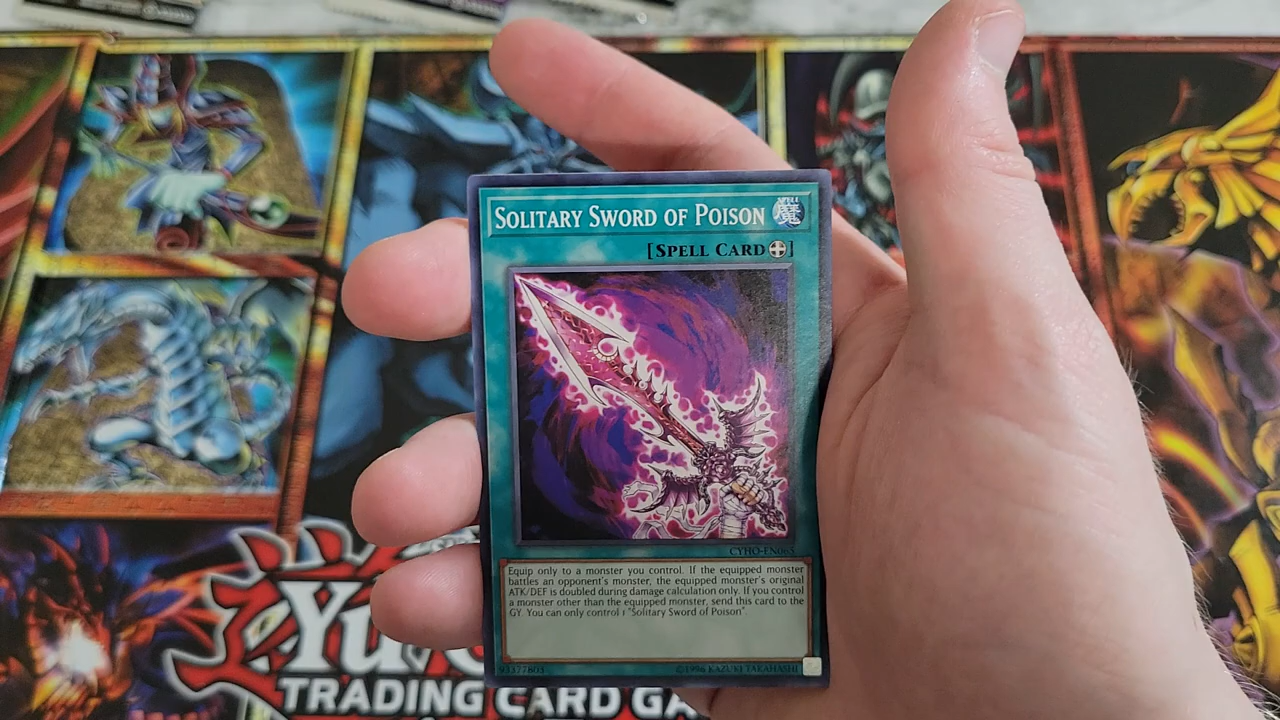 SOLITARY SWORD OF POISON
魔
[SPELL CARD]
CYHO-EN065
Equip only to a monster you control. If the equipped monster
battles an opponent's monster, the equipped monster's original
ATK/DEF is doubled during damage calculation only. If you control
a monster other than the equipped monster, send this card to the
GY. You can only control 1 "Solitary Sword of Poison".
93377803
©1996 KAZUKI TAKAHASHI
TRADING CARD GA